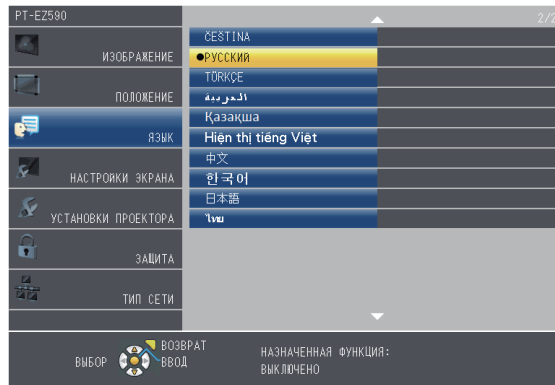 PT-EZ590
2/2
ИЗОБРАЖЕНИЕ
ПОЛОЖЕНИЕ
ЯЗЫК
НАСТРОЙКИ ЭКРАНА
УСТАНОВКИ ПРОЕКТОРА
ЗАЩИТА
ТИП СЕТИ
ČEŠTINA
РУССКИЙ
TÜRKÇE
العربية
Қазақша
Hiện thị tiếng Việt
中文
한국어
日本語
ไทย
ВЫБОР
ВОЗВРАТ
ВВОД
НАЗНАЧЕННАЯ ФУНКЦИЯ:
ВЫКЛЮЧЕНО